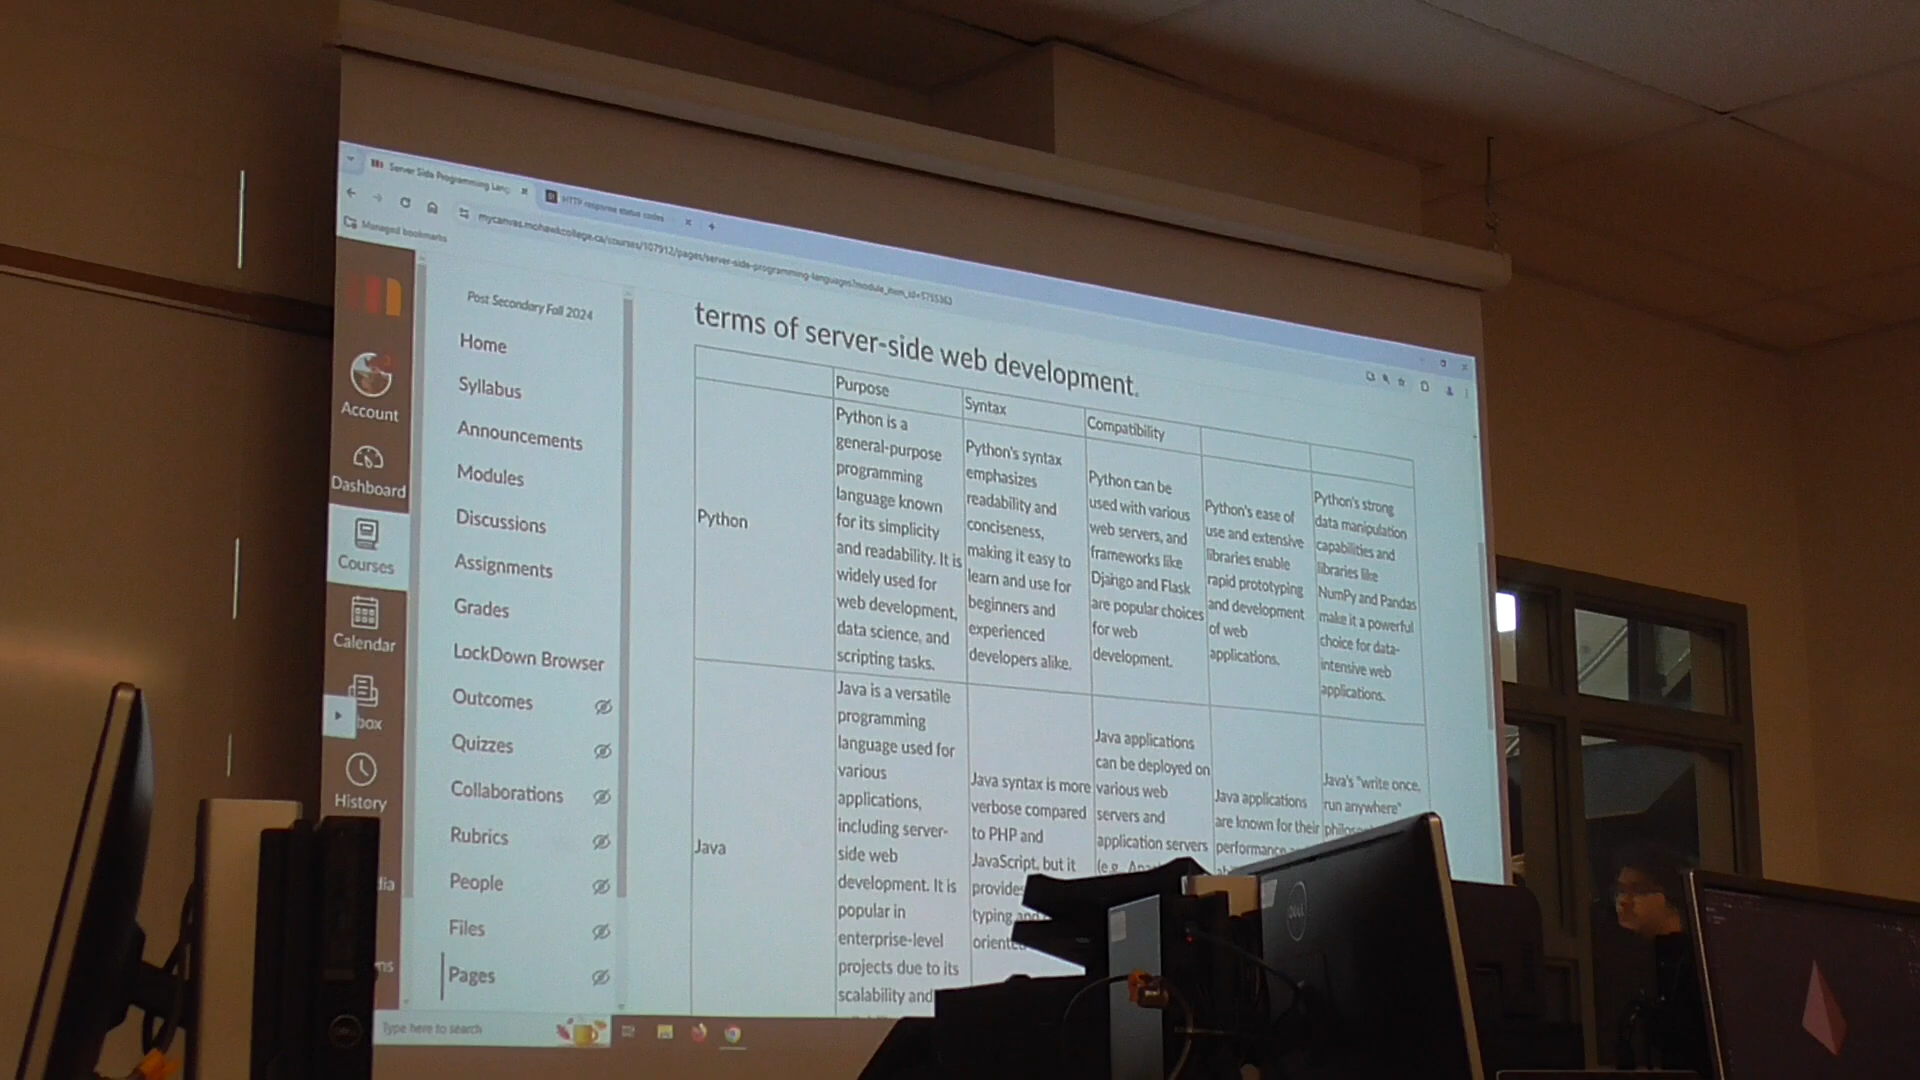 Server Side Programming Lang
HTTP response status codes
mycanvas.mohawkcollege.ca/courses/107912/pages/server-side-programming-languages?module_item_id=5755363
Managed bookmarks
Account
Dashboard
Courses
Calendar
box
History
Post Secondary Fall 2024
Home
Syllabus
Announcements
Modules
Discussions
Assignments
Grades
LockDown Browser
Outcomes
Quizzes
Collaborations
Rubrics
People
Files
Pages
terms of server-side web development.
Purpose
Syntax
Compatibility
Python
Python is a
general-purpose
programming
language known
for its simplicity
and readability. It is
widely used for
web development,
data science, and
scripting tasks.
Python's syntax
emphasizes
readability and
conciseness,
making it easy to
learn and use for
beginners and
experienced
developers alike.
Python can be
used with various
web servers, and
frameworks like
Django and Flask
are popular choices
for web
development.
Python's ease of
use and extensive
libraries enable
rapid prototyping
and development
of web
applications.
Python's strong
data manipulation
capabilities and
libraries like
NumPy and Pandas
make it a powerful
choice for data-
intensive web
applications.
Java
Java is a versatile
programming
language used for
various
applications,
including server-
side web
development. It is
popular in
enterprise-level
projects due to its
scalability and
Java syntax is more
verbose compared
to PHP and
JavaScript, but it
provides
typing and
Java applications
can be deployed on
various web
servers and
application servers
(e.g.
Java applications
are known for their
performance
Java's "write once,
run anywhere"
Type here to search
DELL